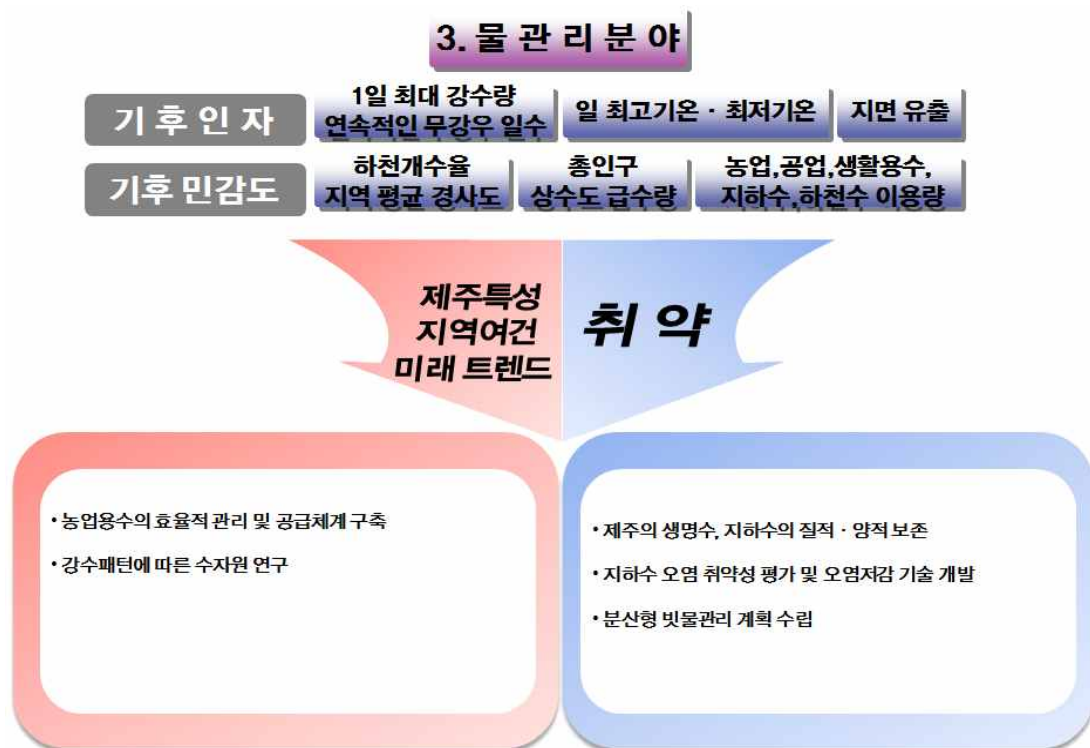 3. 물 관 리 분 야
기 후 인 자
1일 최대 강수량
연속적인 무강우 일수
일 최고기온 · 최저기온
지면 유출
기후 민감도
하천개수율
지역 평균 경사도
총인구
상수도 급수량
농업,공업,생활용수,
지하수,하천수 이용량
제주특성
지역여건
미래 트렌드
취 약
• 농업용수의 효율적 관리 및 공급체계 구축
• 강수패턴에 따른 수자원 연구
• 제주의 생명수, 지하수의 질적 · 양적 보존
• 지하수 오염 취약성 평가 및 오염저감 기술 개발
• 분산형 빗물관리 계획 수립